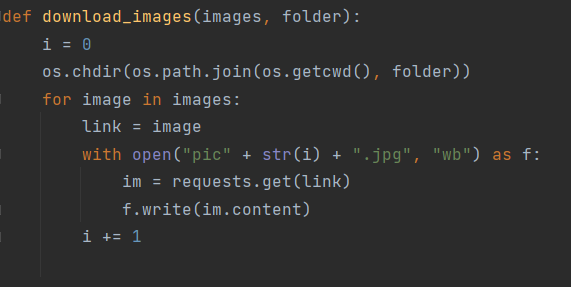 def download_images(images, folder):
    i = 0
    os.chdir(os.path.join(os.getcwd(), folder))
    for image in images:
        link = image
        with open("pic" + str(i) + ".jpg", "wb") as f:
            im = requests.get(link)
            f.write(im.content)
        i += 1